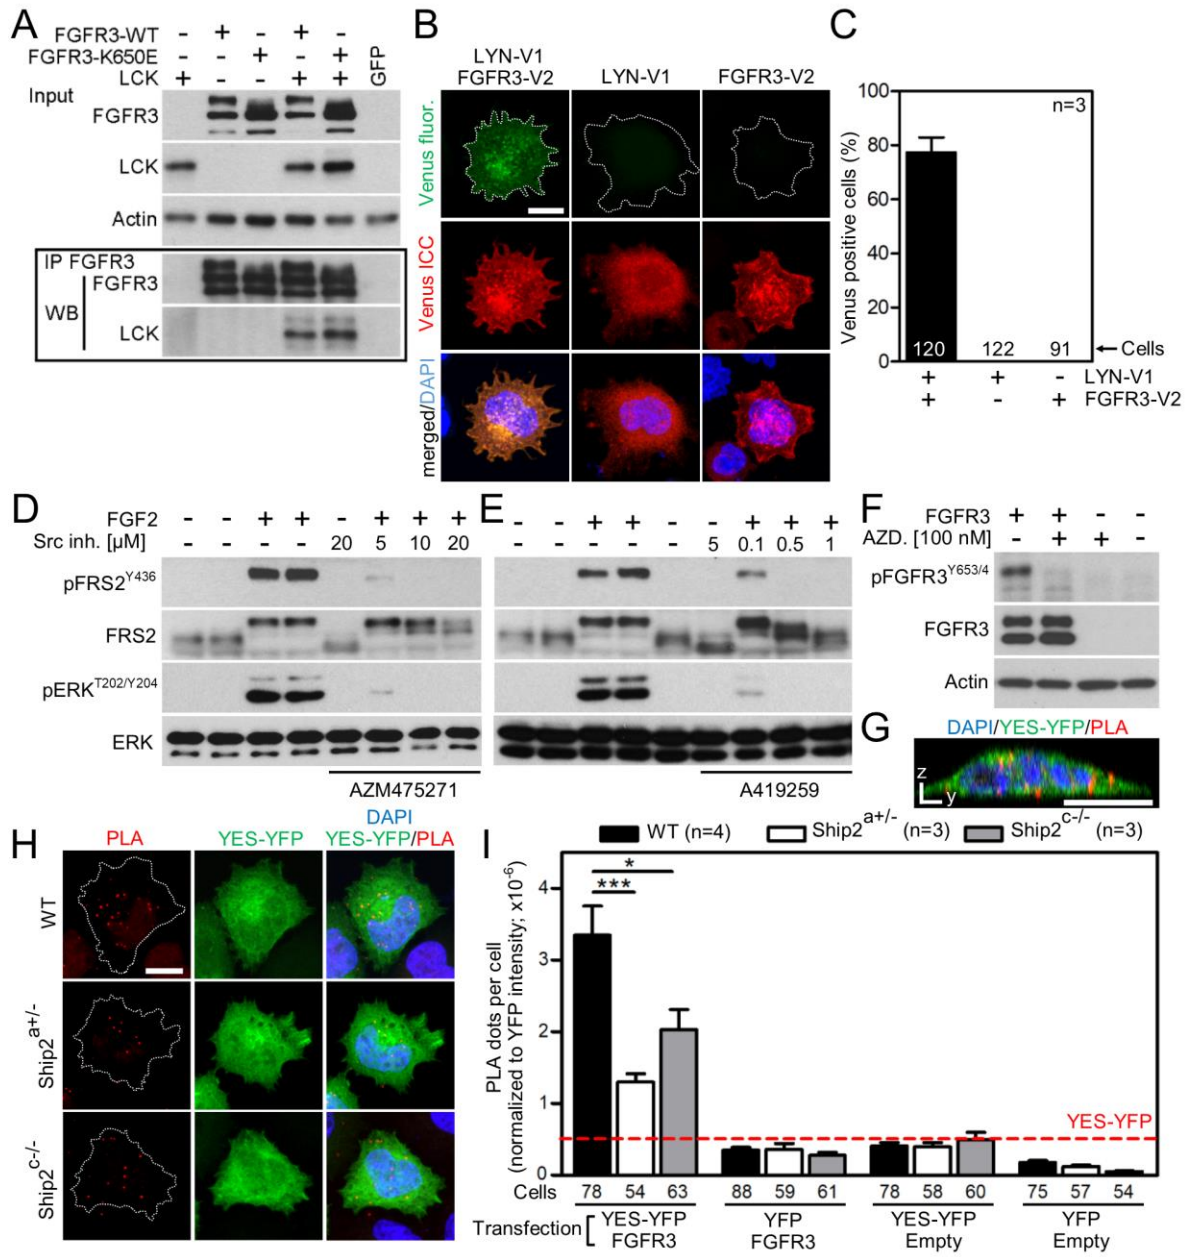 A
FGFR3-WT - + - + -
FGFR3-K650E - - + - +
LCK + - - + + GFP
Input
FGFR3
LCK
Actin
IP FGFR3
FGFR3
WB
LCK
B
LYN-V1
FGFR3-V2
LYN-V1
FGFR3-V2
Venus fluor.
Venus ICC
merged/DAPI
C
n=3
Venus positive cells (%)
100
80
60
40
20
0
120 122 91 ←Cells
+ + - LYN-V1
+ - + FGFR3-V2
D
FGF2 - - + + - + + +
Src inh. [µM] - - - - 20 5 10 20
pFRS2Y436
FRS2
pERKT202/Y204
ERK
AZM475271
E
- - + + - - + + +
- - - - - 5 0.1 0.5 1
A419259
F
FGFR3 + + - -
AZD. [100 nM] - + + -
pFGFR3Y653/4
FGFR3
Actin
G
DAPI/YES-YFP/PLA
z
y
H
PLA
YES-YFP
DAPI
YES-YFP/PLA
WT
Ship2a+/-
Ship2c-/-
I
WT (n=4) Ship2a+/- (n=3) Ship2c-/- (n=3)
PLA dots per cell
(normalized to YFP intensity; x10-6)
4
3
2
1
0
*
***
YES-YFP
Cells 78 54 63 88 59 61 78 58 60 75 57 54
Transfection [ YES-YFP YFP YES-YFP YFP
FGFR3 FGFR3 Empty Empty